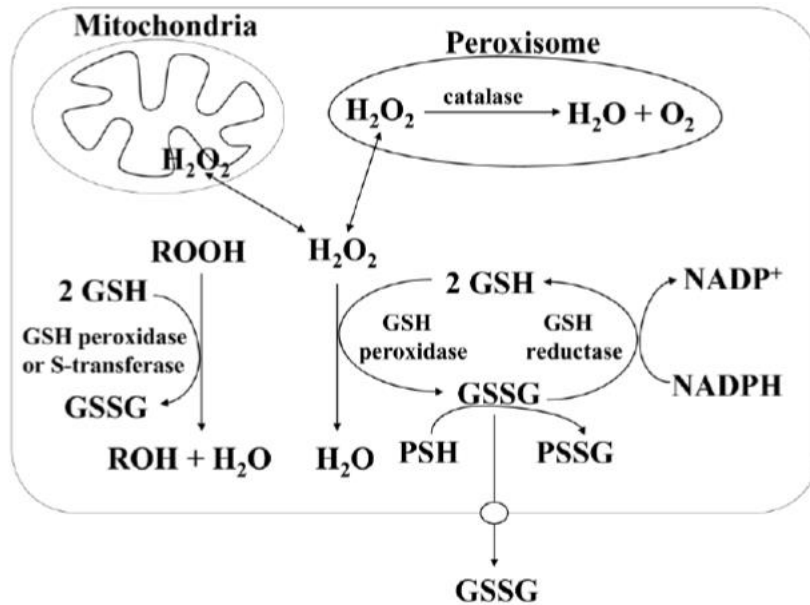 Mitochondria
Peroxisome
H₂O₂ catalase H₂O + O₂
H₂O₂
ROOH H₂O₂
2 GSH 2 GSH NADP⁺
GSH peroxidase or S-transferase
GSH peroxidase
GSH reductase
GSSG GSSG NADPH
ROH + H₂O H₂O PSH PSSG
GSSG